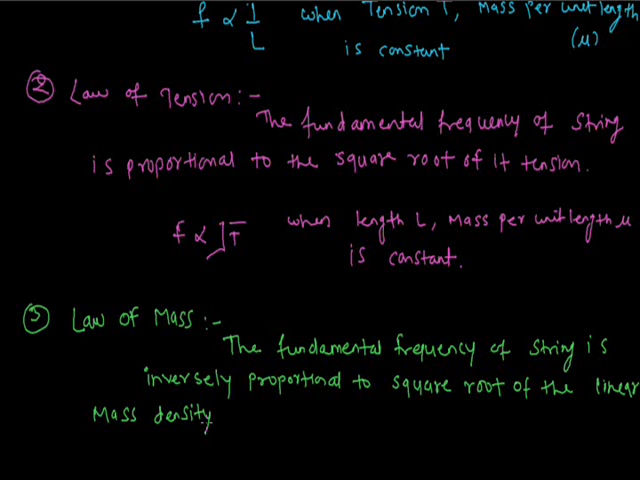 f ∝ 1/L when Tension T, Mass per unit length
is constant (μ)
② Law of Tension :-
The fundamental frequency of string
is proportional to the square root of it tension.
f ∝ √T when length L, Mass per unit length μ
is constant.
③ Law of Mass :-
The fundamental frequency of string is
inversely proportional to square root of the linear
Mass density